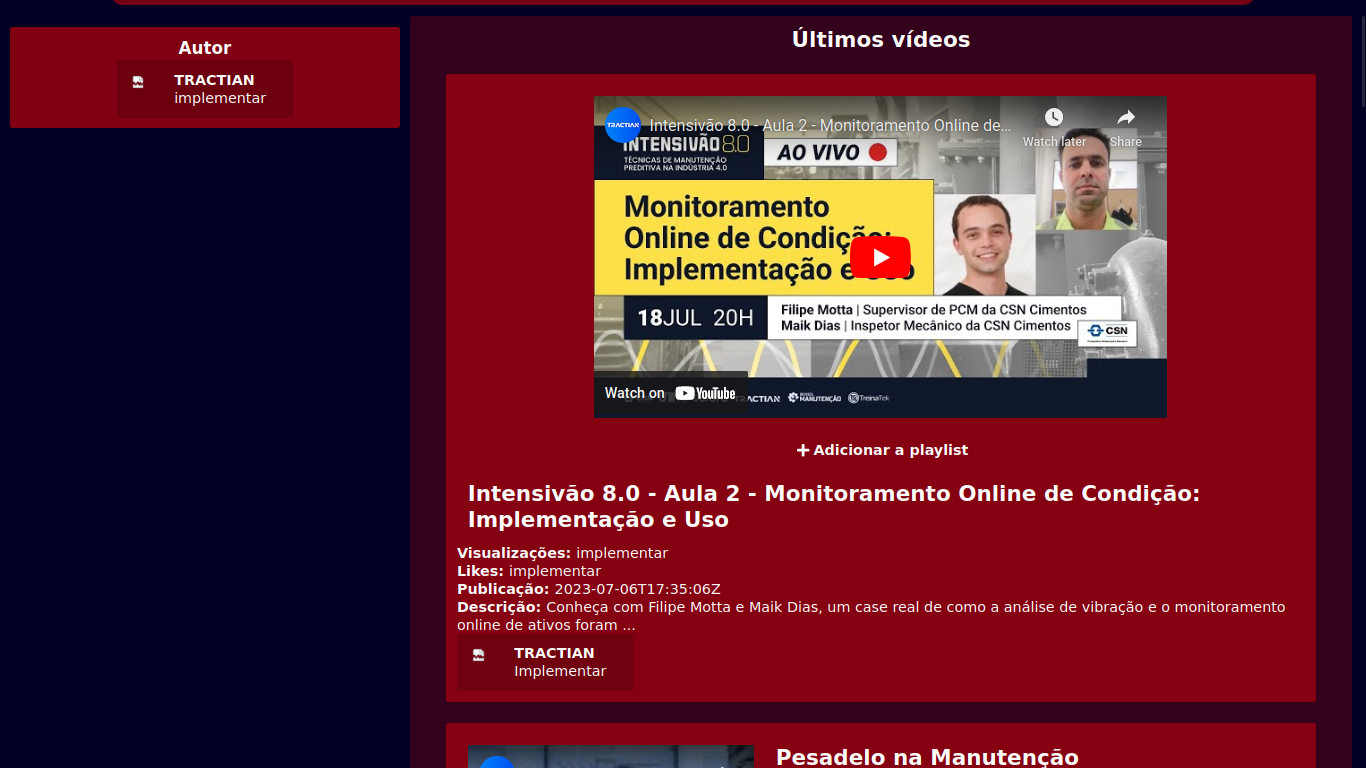 Autor
TRACTIAN
implementar
Últimos vídeos
TRACTIAN
Intensivão 8.0 - Aula 2 - Monitoramento Online de...
Watch later
Share
INTENSIVÃO 8.0
TÉCNICAS DE MANUTENÇÃO
PREDITIVA NA INDÚSTRIA 4.0
AO VIVO
Monitoramento
Online de Condição:
Implementação e Uso
18JUL 20H
Filipe Motta | Supervisor de PCM da CSN Cimentos
Maik Dias | Inspetor Mecânico da CSN Cimentos
CSN
Watch on YouTube
TRACTIAN
MANUTENÇÃO
TreinaTek
Adicionar a playlist
Intensivão 8.0 - Aula 2 - Monitoramento Online de Condição:
Implementação e Uso
Visualizações: implementar
Likes: implementar
Publicação: 2023-07-06T17:35:06Z
Descrição: Conheça com Filipe Motta e Maik Dias, um case real de como a análise de vibração e o monitoramento
online de ativos foram ...
TRACTIAN
Implementar
Pesadelo na Manutenção